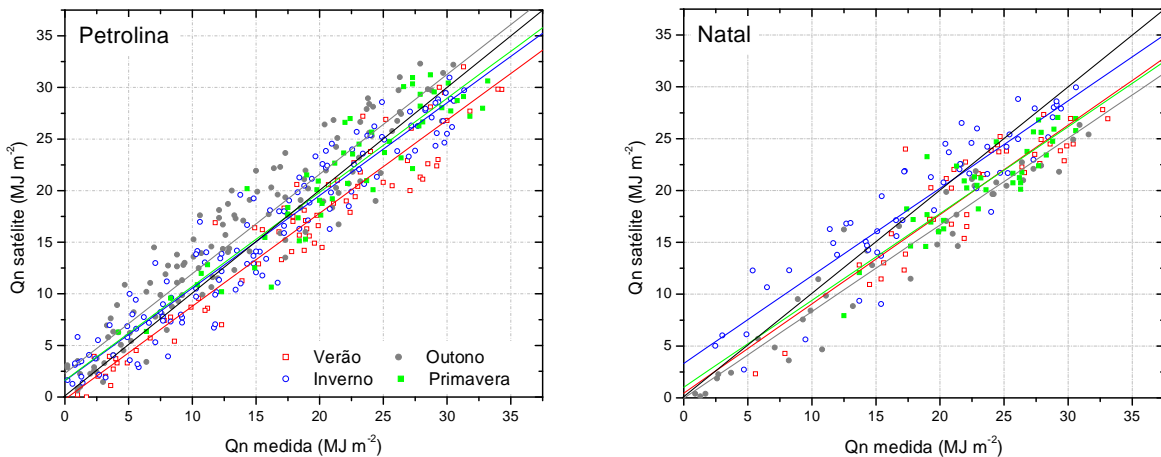 Petrolina
35
30
25
20
15
10
5
0
Qn satélite (MJ m-2)
0 5 10 15 20 25 30 35
Qn medida (MJ m-2)
Verão
Outono
Inverno
Primavera
Natal
35
30
25
20
15
10
5
0
Qn satélite (MJ m-2)
0 5 10 15 20 25 30 35
Qn medida (MJ m-2)